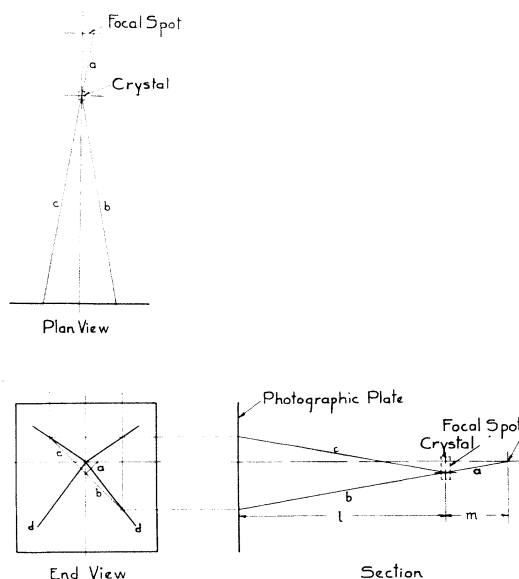 Focal Spot
a
Crystal
c
b
Plan View
Photographic Plate
Focal Spot
Crystal
c
a
b
c
a
b
l
m
d
d
End View
Section